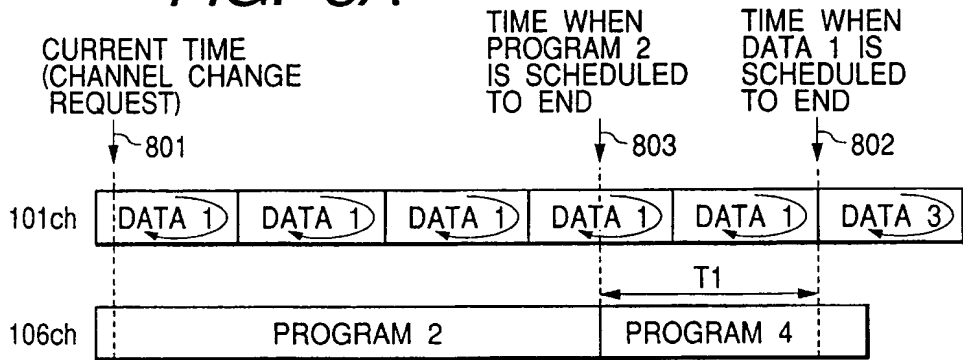 CURRENT TIME
(CHANNEL CHANGE
REQUEST)
801
TIME WHEN
PROGRAM 2
IS SCHEDULED
TO END
803
TIME WHEN
DATA 1 IS
SCHEDULED
TO END
802
101ch DATA 1 DATA 1 DATA 1 DATA 1 DATA 1 DATA 3
T1
106ch PROGRAM 2 PROGRAM 4